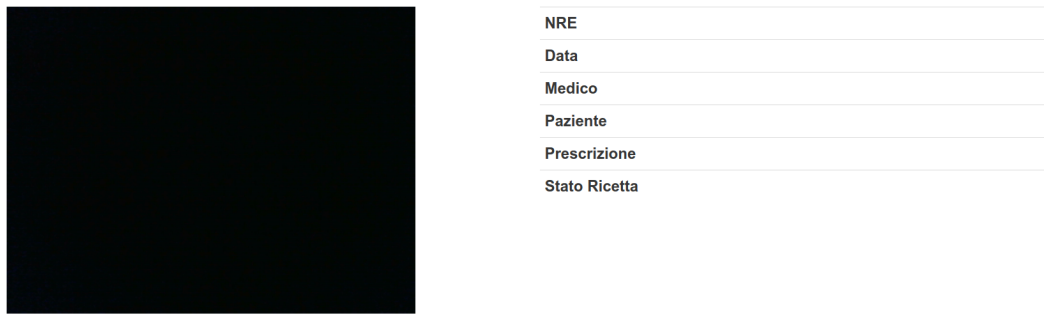 NRE
Data
Medico
Paziente
Prescrizione
Stato Ricetta